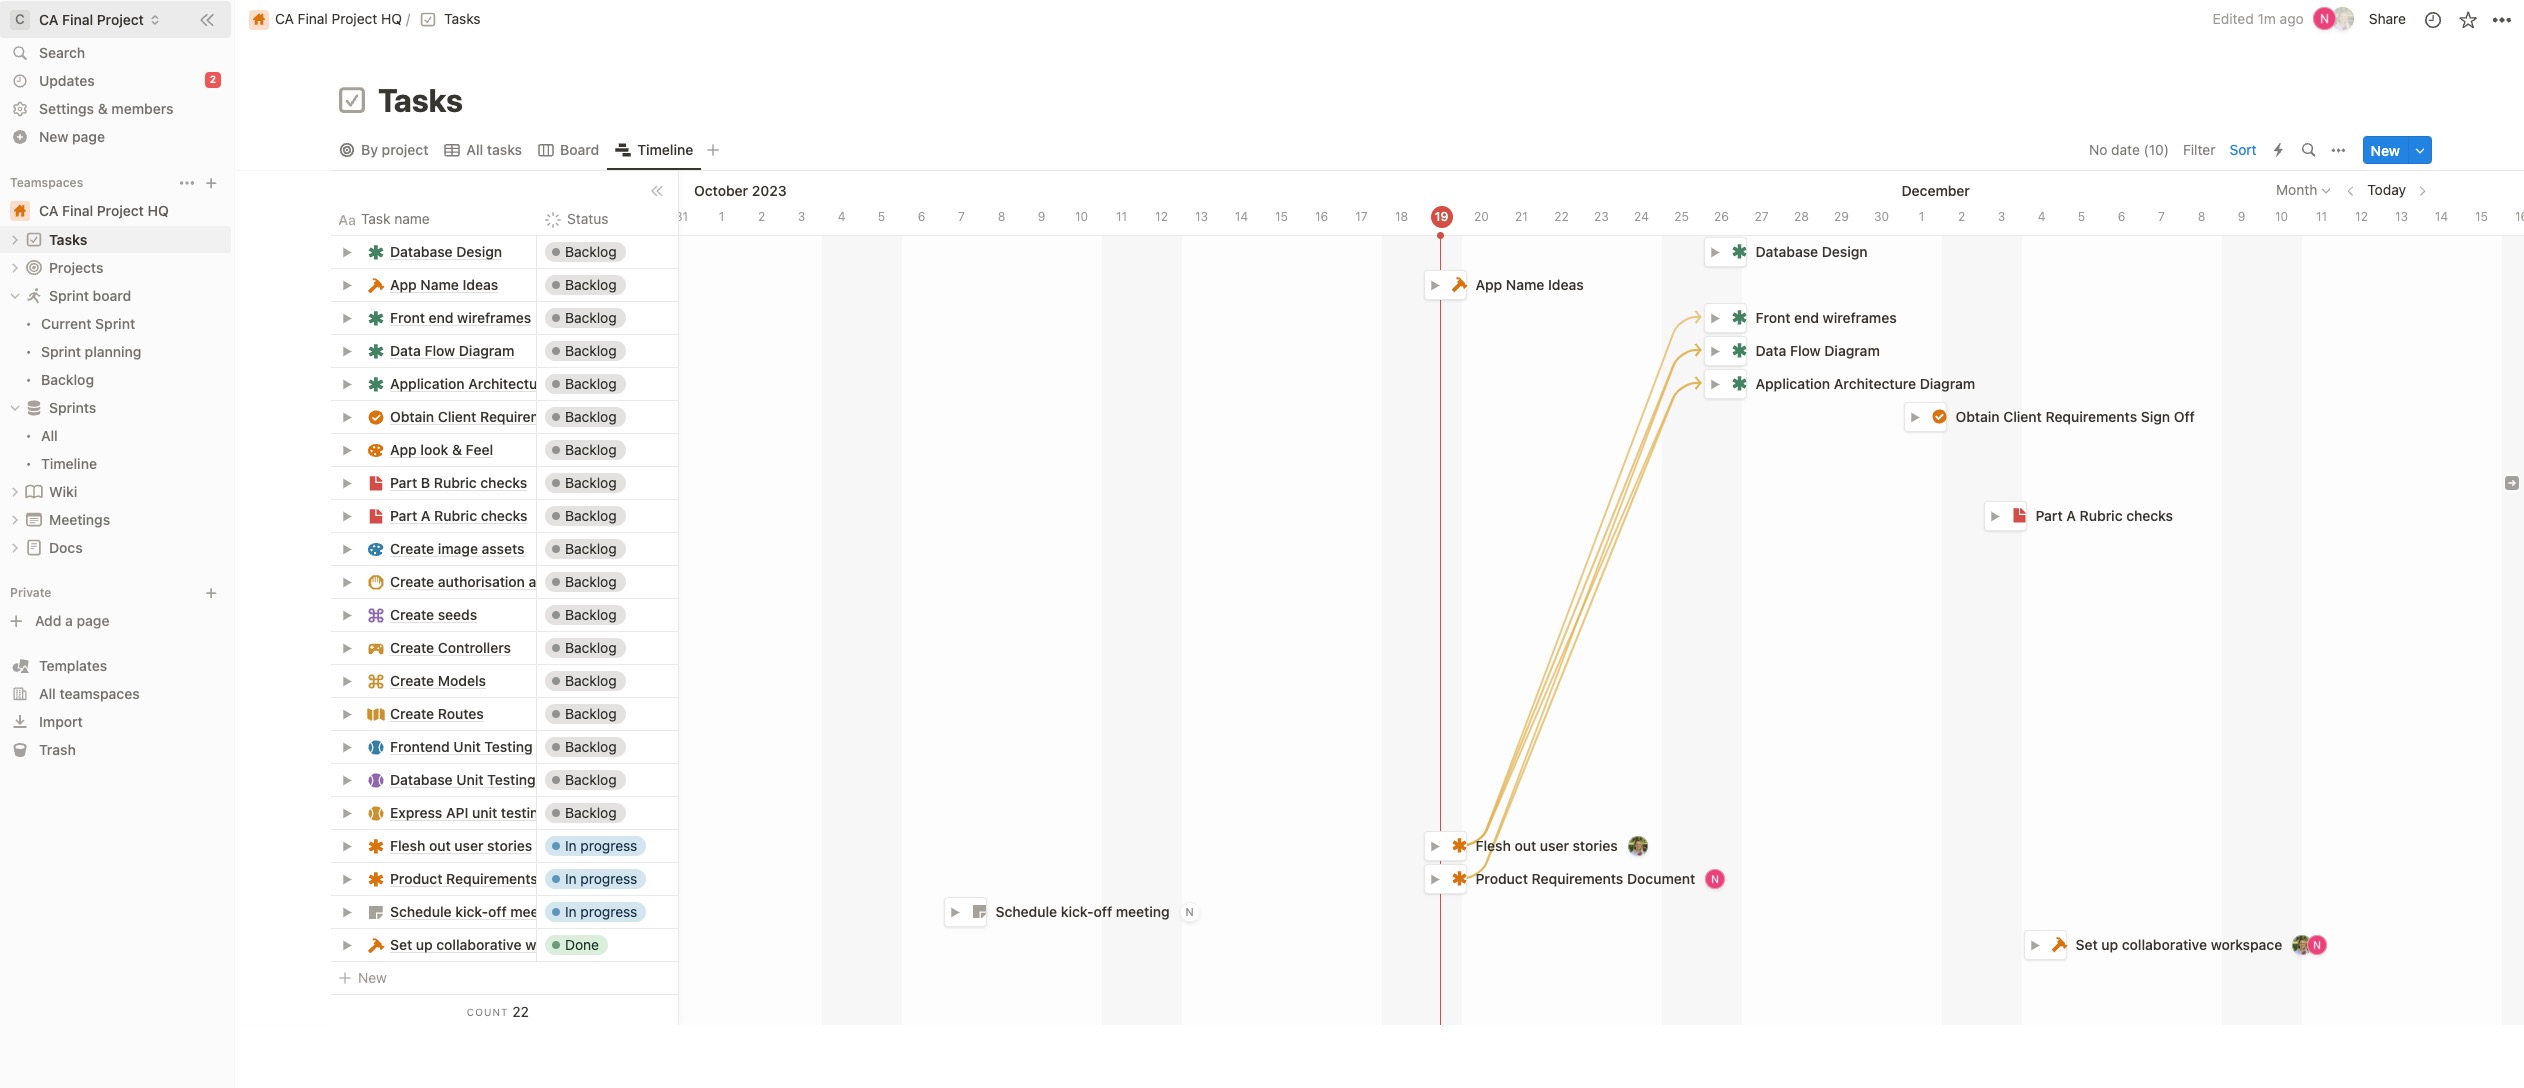 C CA Final Project
Search
Updates 2
Settings & members
New page
Teamspaces
CA Final Project HQ
Tasks
Projects
Sprint board
Current Sprint
Sprint planning
Backlog
Sprints
All
Timeline
Wiki
Meetings
Docs
Private
Add a page
Templates
All teamspaces
Import
Trash
CA Final Project HQ / Tasks
Edited 1m ago N Share
Tasks
By project All tasks Board Timeline
No date (10) Filter Sort New
October 2023 December Month Today
Aa Task name Status
31 1 2 3 4 5 6 7 8 9 10 11 12 13 14 15 16 17 18 19 20 21 22 23 24 25 26 27 28 29 30 1 2 3 4 5 6 7 8 9 10 11 12 13 14 15 16
Database Design Backlog Database Design
App Name Ideas Backlog App Name Ideas
Front end wireframes Backlog Front end wireframes
Data Flow Diagram Backlog Data Flow Diagram
Application Architectu Backlog Application Architecture Diagram
Obtain Client Requirer Backlog Obtain Client Requirements Sign Off
App look & Feel Backlog
Part B Rubric checks Backlog
Part A Rubric checks Backlog Part A Rubric checks
Create image assets Backlog
Create authorisation a Backlog
Create seeds Backlog
Create Controllers Backlog
Create Models Backlog
Create Routes Backlog
Frontend Unit Testing Backlog
Database Unit Testing Backlog
Express API unit testin Backlog
Flesh out user stories In progress Flesh out user stories
Product Requirements In progress Product Requirements Document N
Schedule kick-off mee In progress Schedule kick-off meeting N
Set up collaborative w Done Set up collaborative workspace N
New
COUNT 22